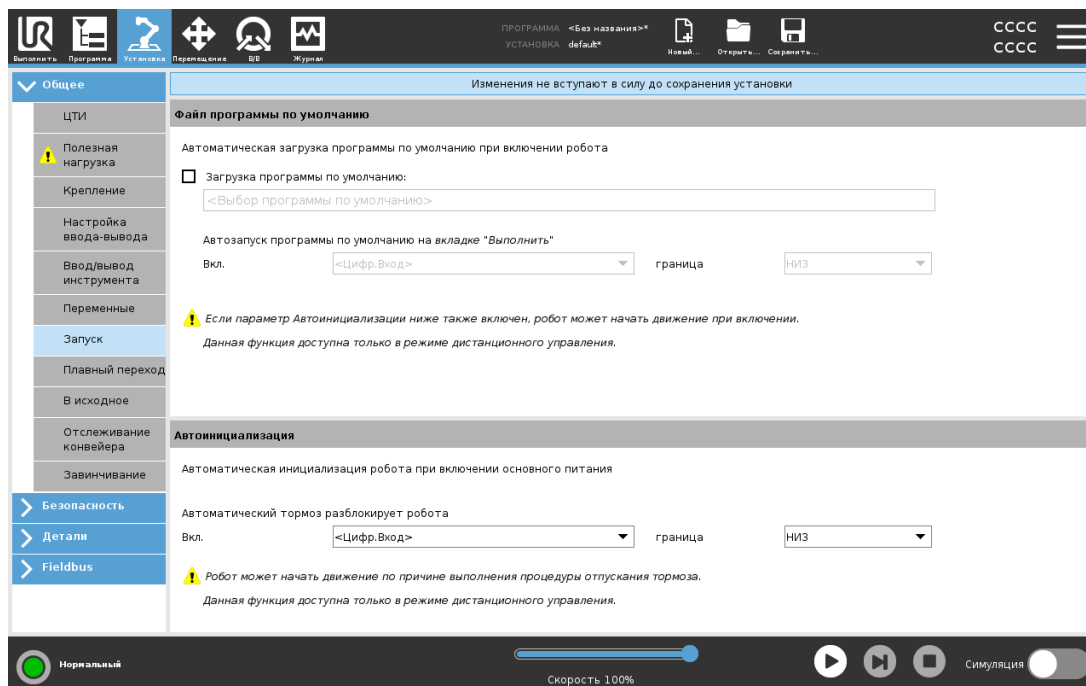 ПРОГРАММА <Без названия>*
УСТАНОВКА default*
Выполнить Программа Установка Перемещение В/В Журнал
Новый... Открыть... Сохранить...
CCCC
CCCC
Общее
ЦТИ
Полезная
нагрузка
Крепление
Настройка
ввода-вывода
Ввод/вывод
инструмента
Переменные
Запуск
Плавный переход
В исходное
Отслеживание
конвейера
Завинчивание
Безопасность
Детали
Fieldbus
Изменения не вступают в силу до сохранения установки
Файл программы по умолчанию
Автоматическая загрузка программы по умолчанию при включении робота
Загрузка программы по умолчанию:
<Выбор программы по умолчанию>
Автозапуск программы по умолчанию на вкладке "Выполнить"
Вкл. <Цифр.Вход> граница НИЗ
Если параметр Автоинициализации ниже также включен, робот может начать движение при включении.
Данная функция доступна только в режиме дистанционного управления.
Автоинициализация
Автоматическая инициализация робота при включении основного питания
Автоматический тормоз разблокирует робота
Вкл. <Цифр.Вход> граница НИЗ
Робот может начать движение по причине выполнения процедуры отпускания тормоза.
Данная функция доступна только в режиме дистанционного управления.
Нормальный
Скорость 100%
Симуляция